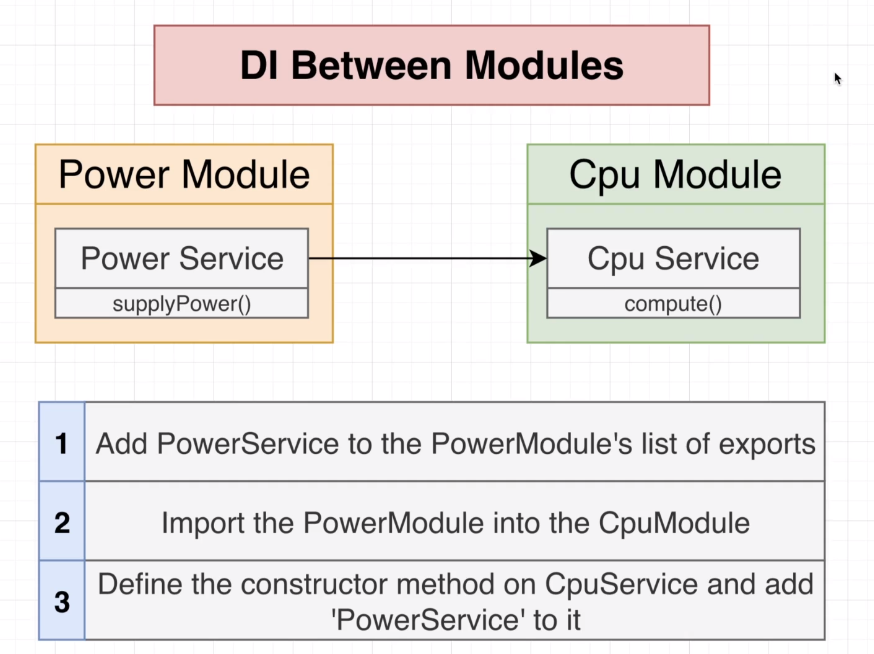 DI Between Modules
Power Module
Cpu Module
Power Service
supplyPower()
Cpu Service
compute()
1
Add PowerService to the PowerModule's list of exports
2
Import the PowerModule into the CpuModule
3
Define the constructor method on CpuService and add
'PowerService' to it